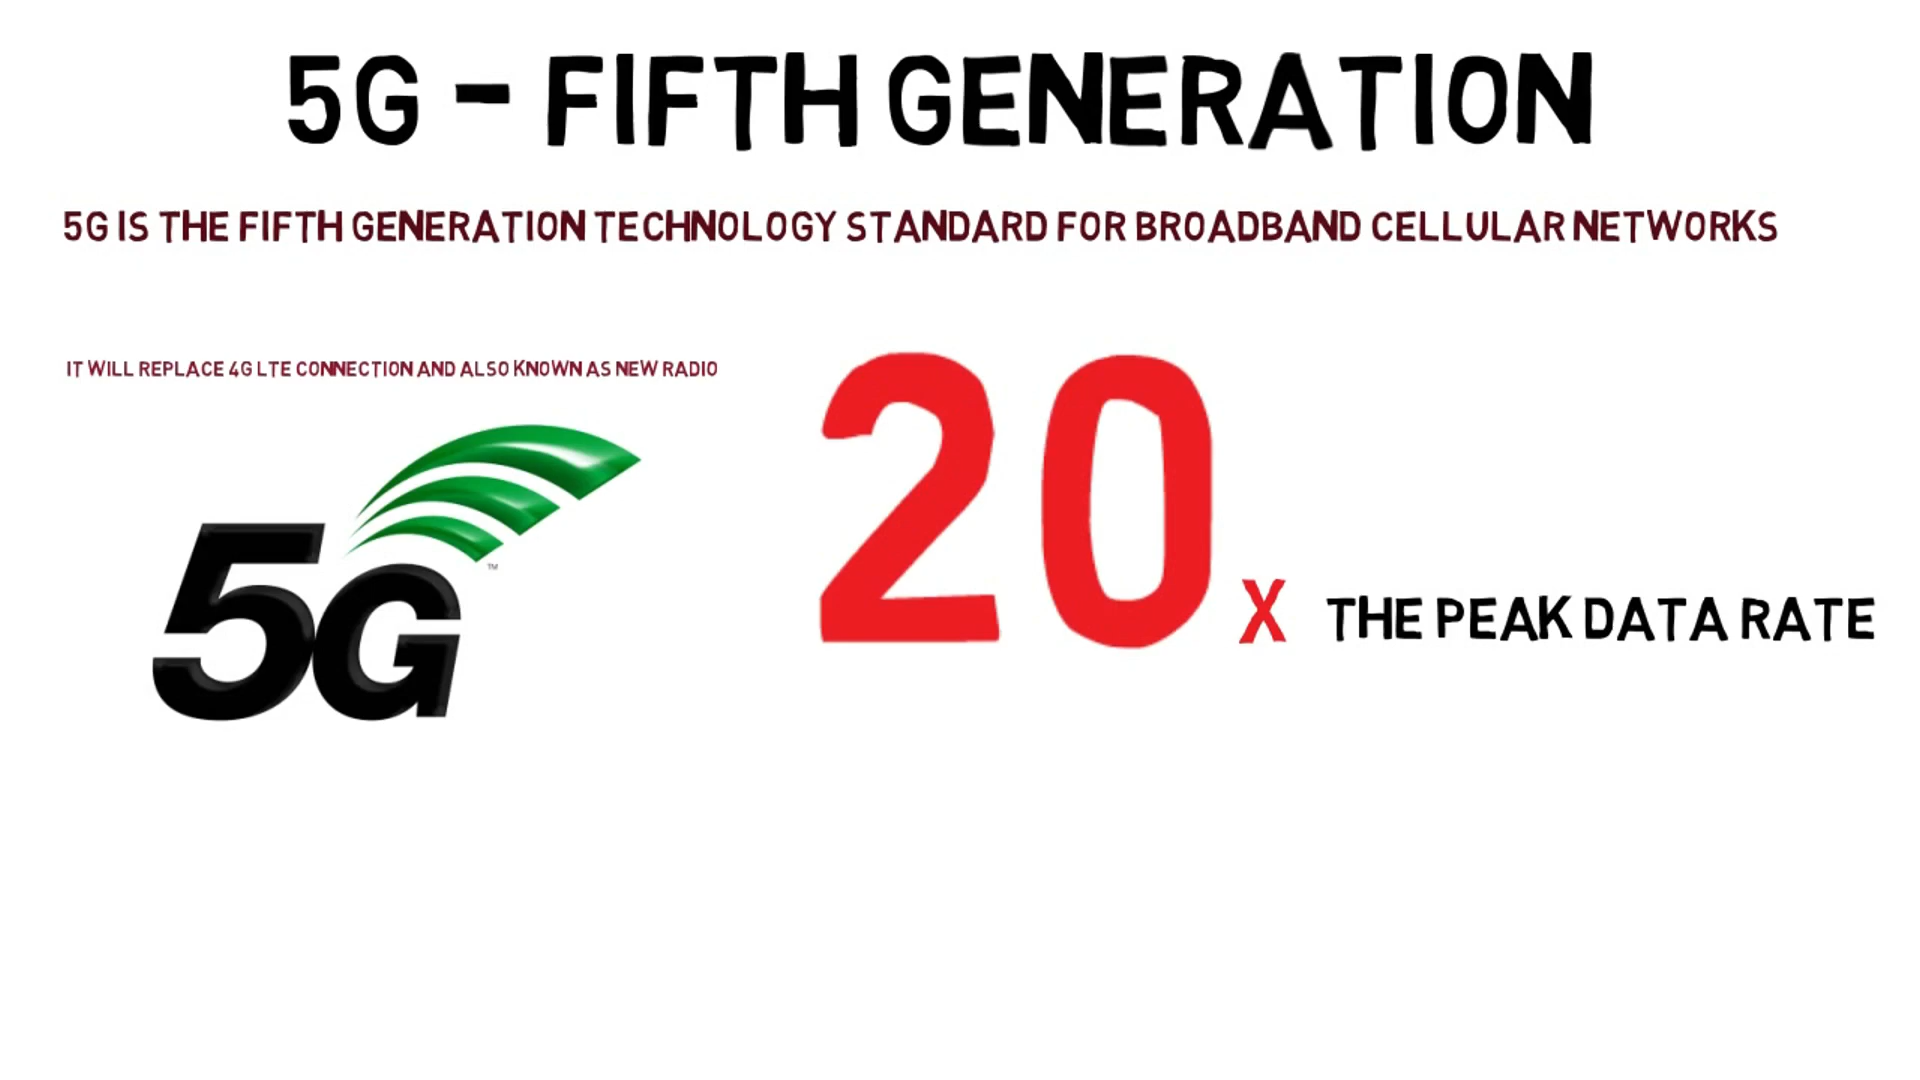 5G - FIFTH GENERATION
5G IS THE FIFTH GENERATION TECHNOLOGY STANDARD FOR BROADBAND CELLULAR NETWORKS
IT WILL REPLACE 4G LTE CONNECTION AND ALSO KNOWN AS NEW RADIO
5G
TM
20 X THE PEAK DATA RATE